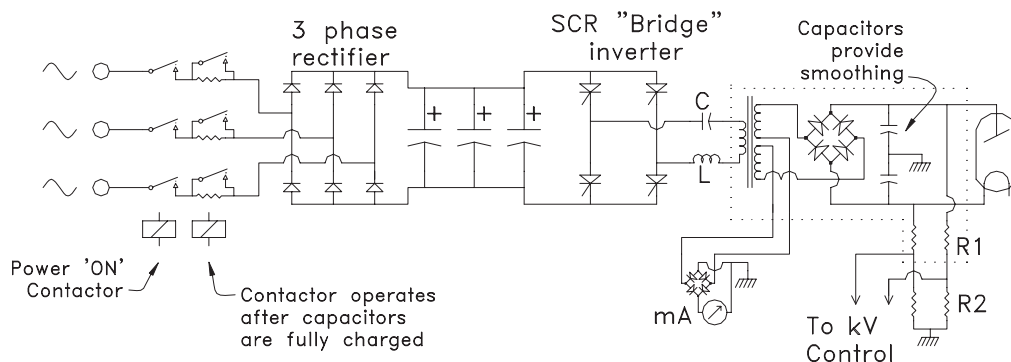 3 phase
rectifier
SCR "Bridge"
inverter
Capacitors
provide
smoothing
+
+
+
C
L
R1
R2
mA
To kV
Control
Power 'ON'
Contactor
Contactor operates
after capacitors
are fully charged